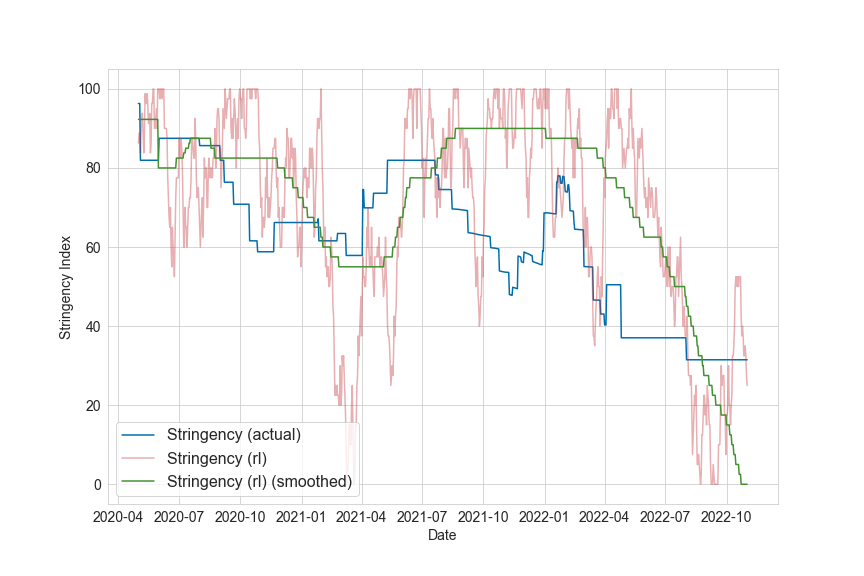 Stringency Index
100
80
60
40
20
0
Stringency (actual)
Stringency (rl)
Stringency (rl) (smoothed)
2020-04 2020-07 2020-10 2021-01 2021-04 2021-07 2021-10 2022-01 2022-04 2022-07 2022-10
Date